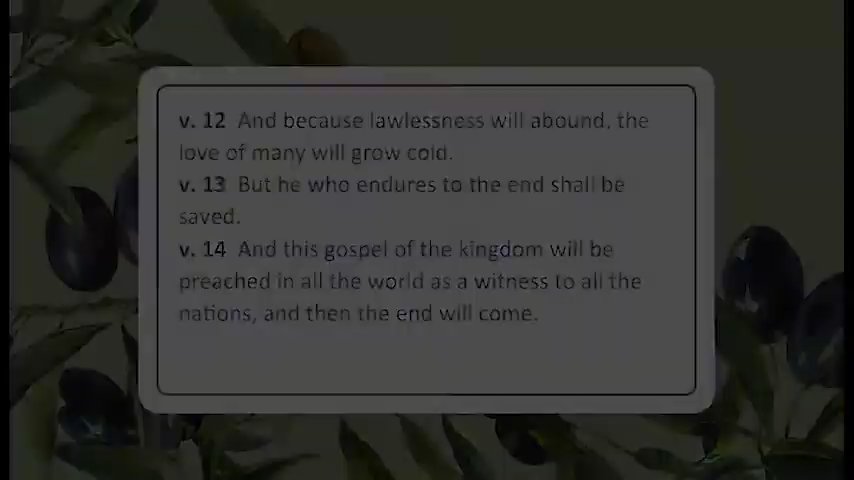 v. 12 And because lawlessness will abound, the
love of many will grow cold.
v. 13 But he who endures to the end shall be
saved.
v. 14 And this gospel of the kingdom will be
preached in all the world as a witness to all the
nations, and then the end will come.